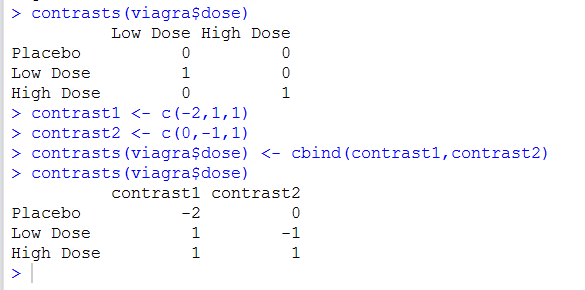 > contrasts(viagra$dose)
          Low Dose High Dose
Placebo          0         0
Low Dose         1         0
High Dose        0         1
> contrast1 <- c(-2,1,1)
> contrast2 <- c(0,-1,1)
> contrasts(viagra$dose) <- cbind(contrast1,contrast2)
> contrasts(viagra$dose)
          contrast1 contrast2
Placebo          -2         0
Low Dose          1        -1
High Dose         1         1
>